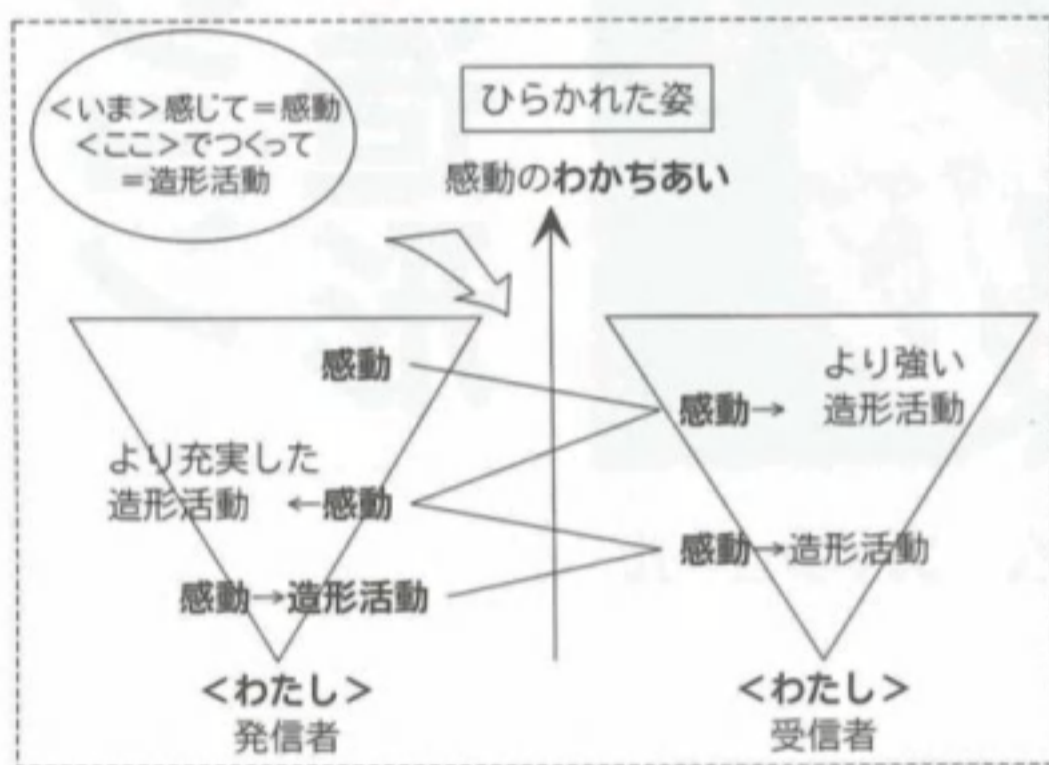 <いま>感じて＝感動
<ここ>でつくって
＝造形活動
ひらかれた姿
感動のわかちあい
感動
より充実した
造形活動 ←感動
感動→造形活動
<わたし>
発信者
より強い
感動→ 造形活動
感動→造形活動
<わたし>
受信者